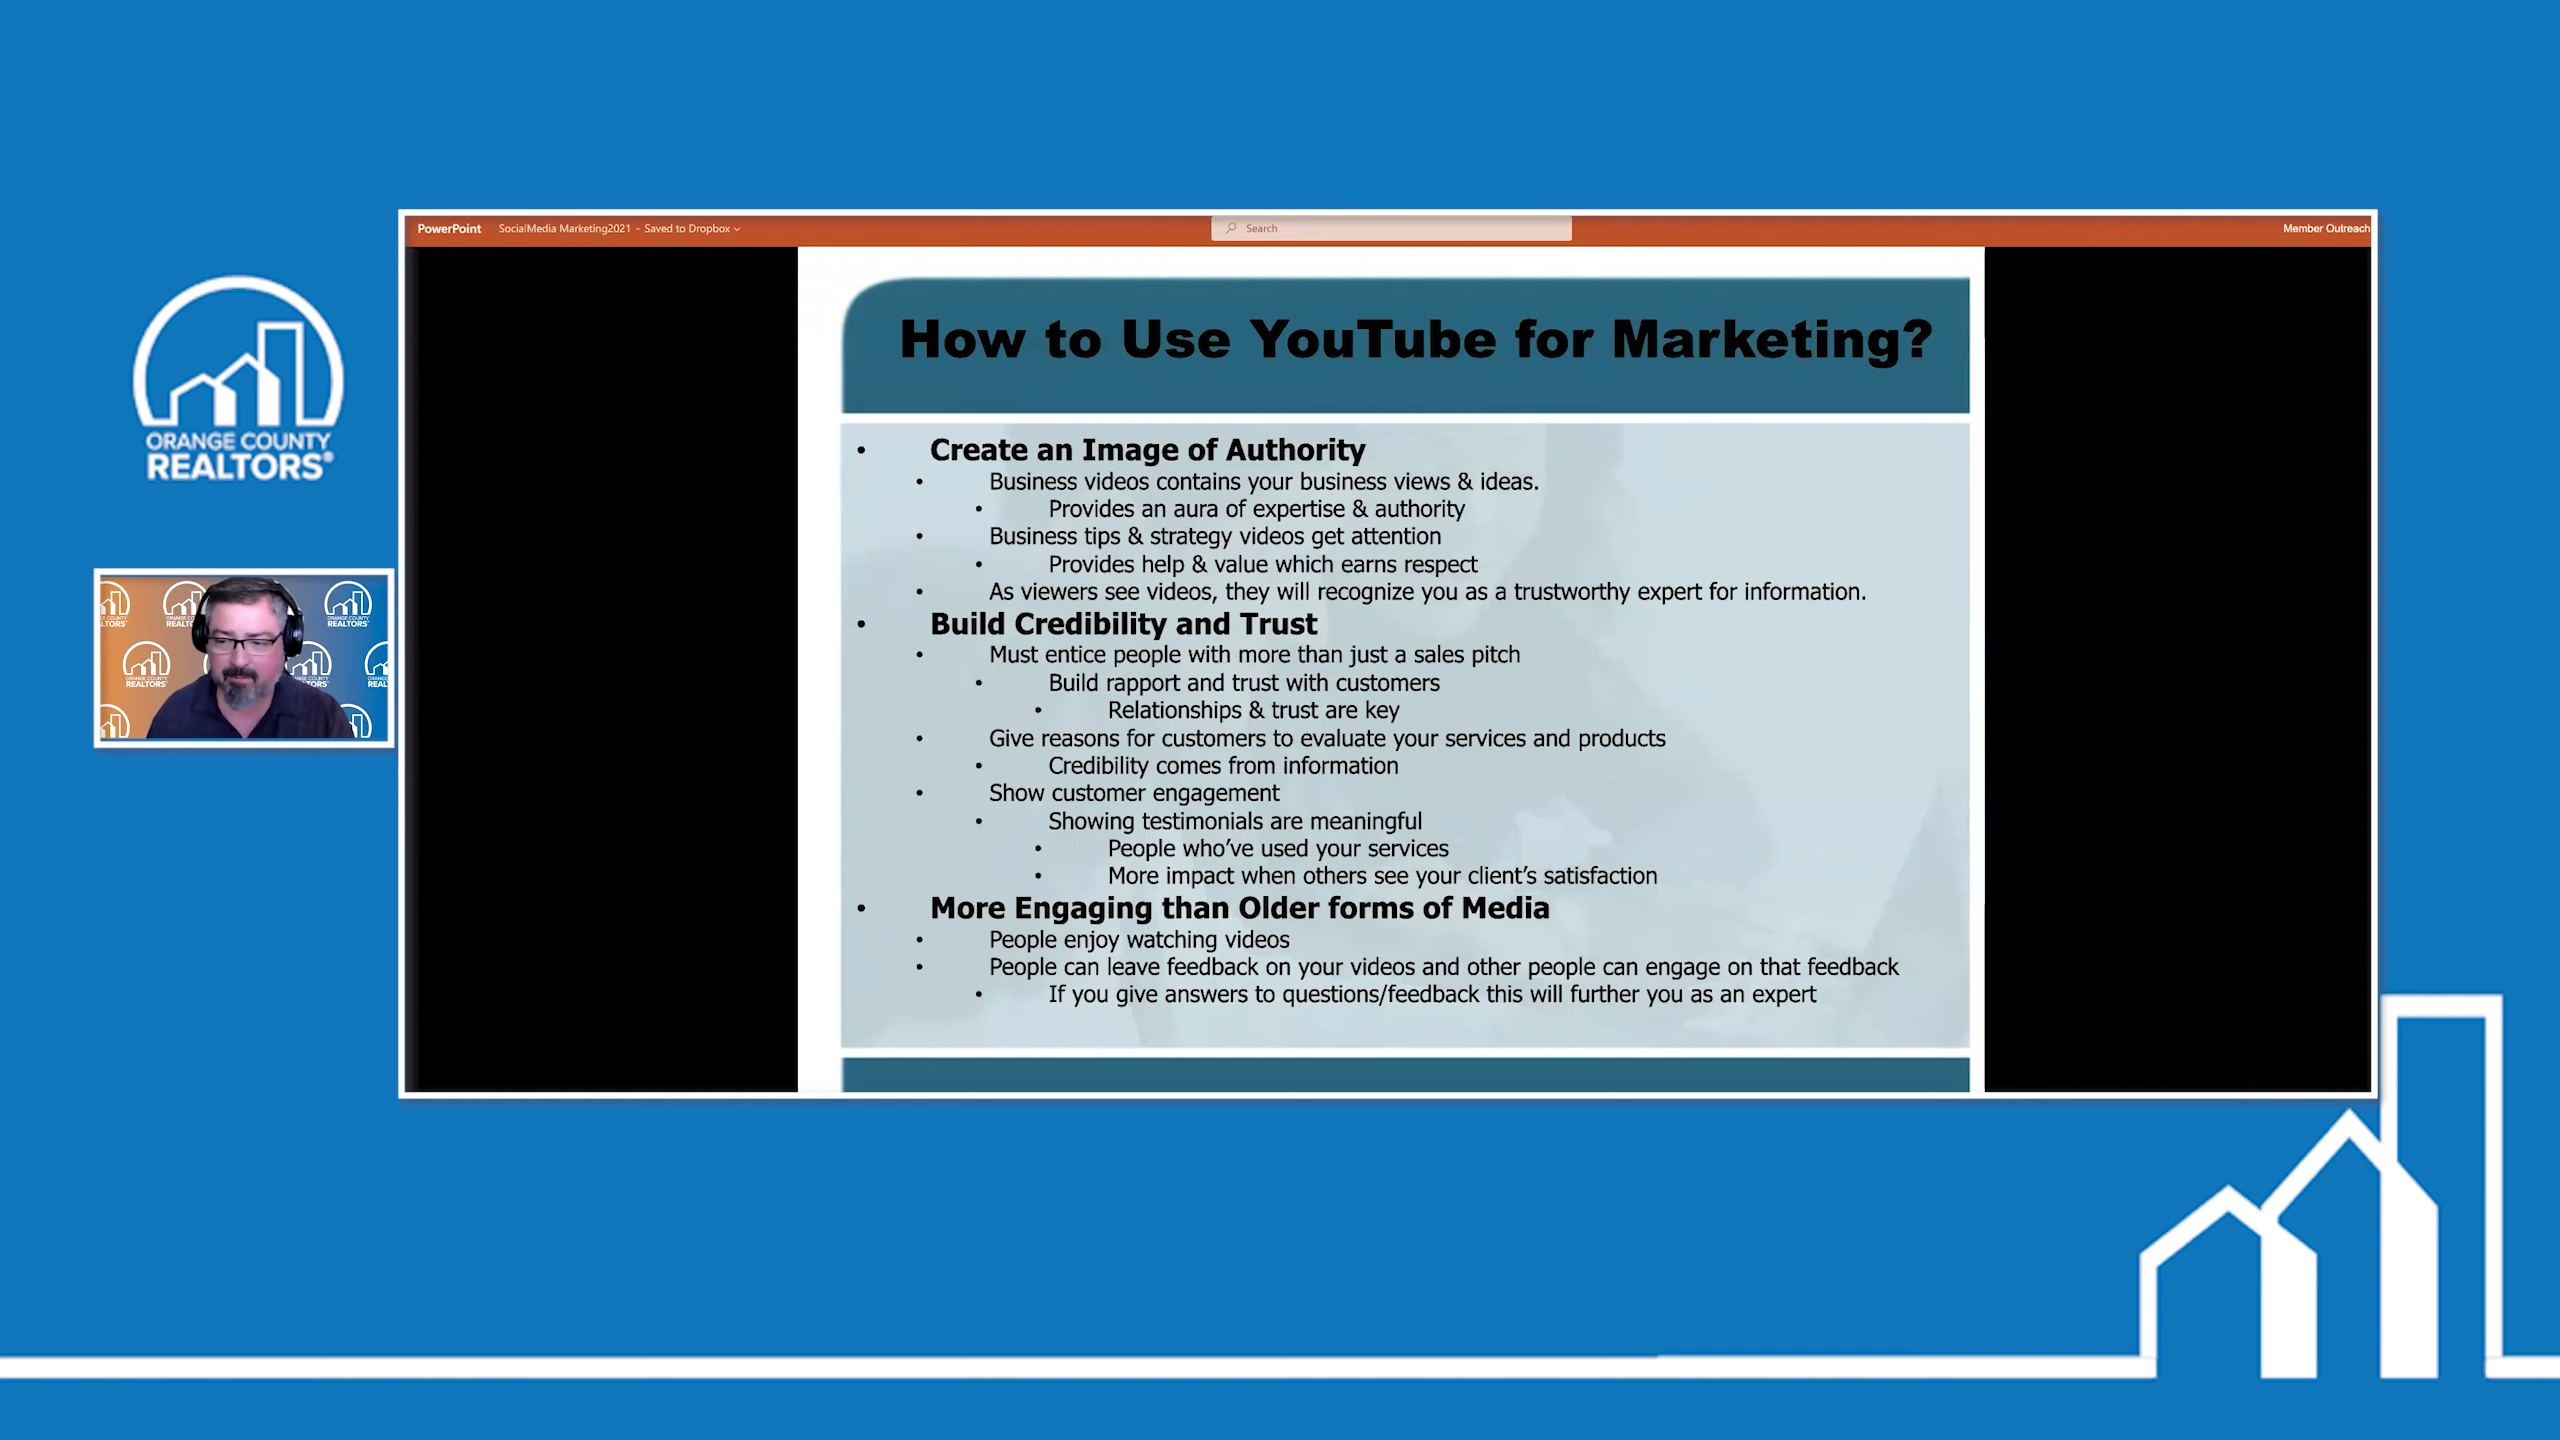 PowerPoint SocialMedia Marketing2021 - Saved to Dropbox Search Member Outreach
How to Use YouTube for Marketing?
ORANGE COUNTY
REALTORS®
• Create an Image of Authority
• Business videos contains your business views & ideas.
• Provides an aura of expertise & authority
• Business tips & strategy videos get attention
• Provides help & value which earns respect
• As viewers see videos, they will recognize you as a trustworthy expert for information.
• Build Credibility and Trust
• Must entice people with more than just a sales pitch
• Build rapport and trust with customers
• Relationships & trust are key
• Give reasons for customers to evaluate your services and products
• Credibility comes from information
• Show customer engagement
• Showing testimonials are meaningful
• People who’ve used your services
• More impact when others see your client’s satisfaction
• More Engaging than Older forms of Media
• People enjoy watching videos
• People can leave feedback on your videos and other people can engage on that feedback
• If you give answers to questions/feedback this will further you as an expert
ORANGE COUNTY
REALTORS®
ORANGE COUNTY
REALTORS®